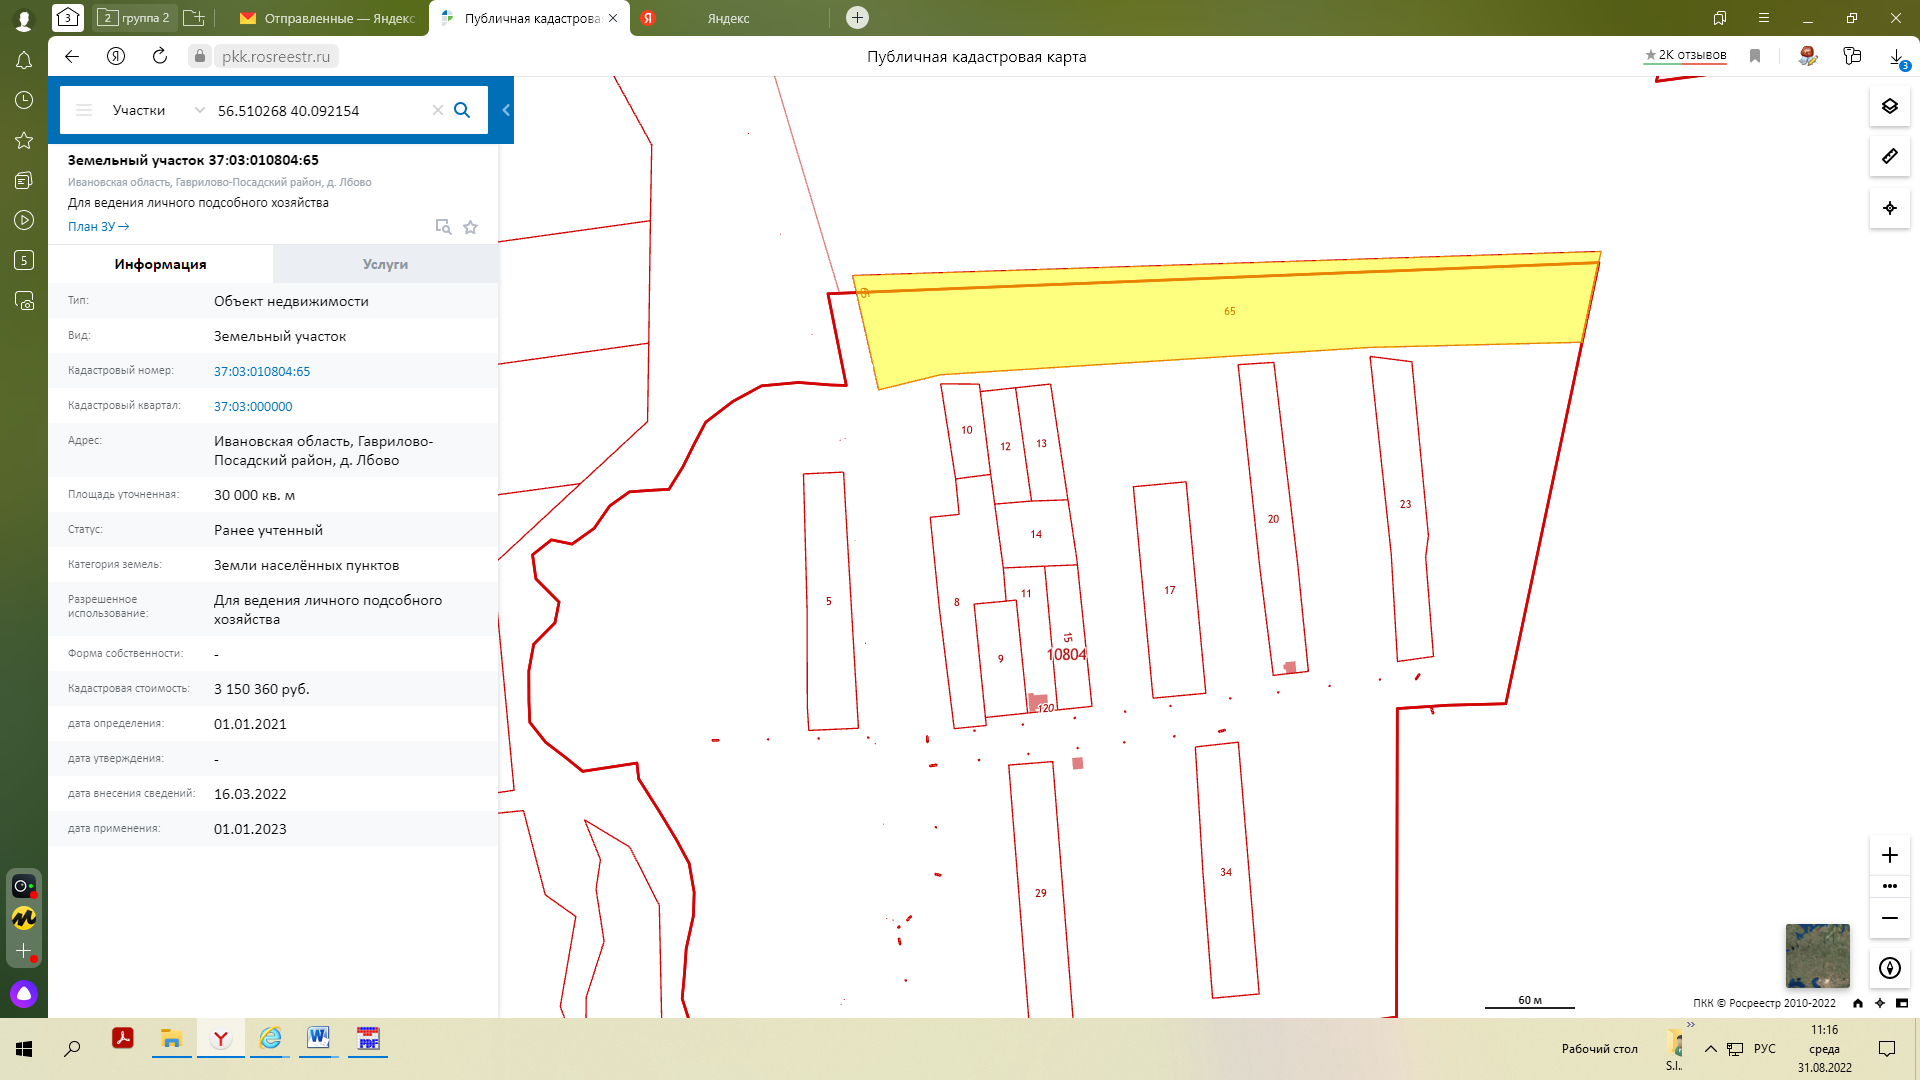 3
2 группа 2
Отправленные — Яндекс
Публичная кадастрова
Я
Яндекс
Я
pkk.rosreestr.ru
Публичная кадастровая карта
2К отзывов
3
Участки
56.510268 40.092154
Земельный участок 37:03:010804:65
Ивановская область, Гаврилово-Посадский район, д. Лбово
Для ведения личного подсобного хозяйства
План ЗУ →
Информация
Услуги
Тип:
Объект недвижимости
Вид:
Земельный участок
Кадастровый номер:
37:03:010804:65
Кадастровый квартал:
37:03:000000
Адрес:
Ивановская область, Гаврилово-
Посадский район, д. Лбово
Площадь уточненная:
30 000 кв. м
Статус:
Ранее учтенный
Категория земель:
Земли населённых пунктов
Разрешенное
использование:
Для ведения личного подсобного
хозяйства
Форма собственности:
-
Кадастровая стоимость:
3 150 360 руб.
дата определения:
01.01.2021
дата утверждения:
-
дата внесения сведений:
16.03.2022
дата применения:
01.01.2023
5
65
10
12
13
14
20
23
17
5
8
11
9
15
10804
120
29
34
60 м
ПКК © Росреестр 2010-2022
Рабочий стол
S.I..
РУС
11:16
среда
31.08.2022